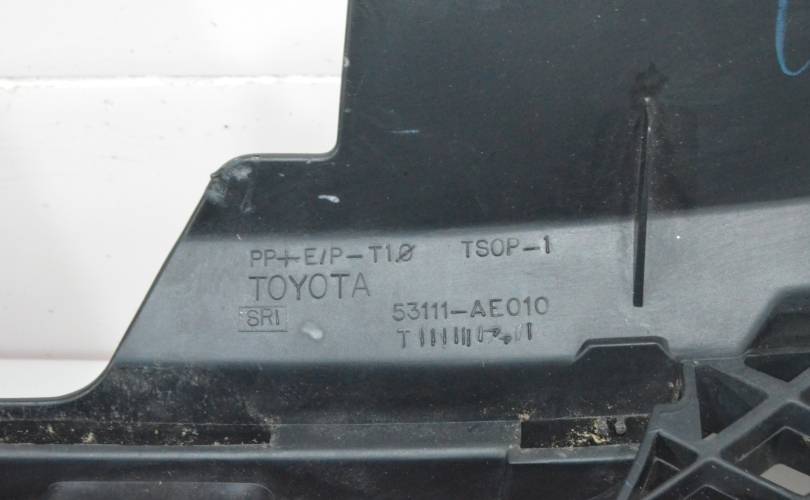 PP+E/P-T10 TSOP-1
TOYOTA
SRI 53111-AE010